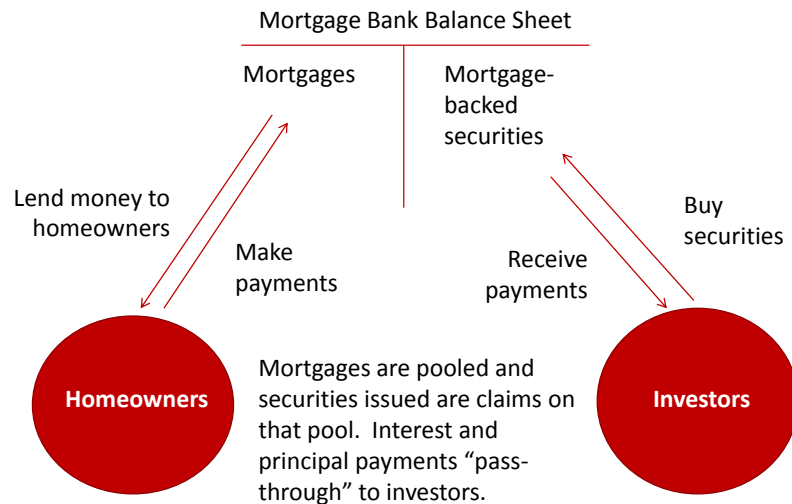 Mortgage Bank Balance Sheet
Mortgages
Mortgage-
backed
securities
Lend money to
homeowners
Make
payments
Receive
payments
Buy
securities
Homeowners
Mortgages are pooled and
securities issued are claims on
that pool.  Interest and
principal payments “pass-
through” to investors.
Investors